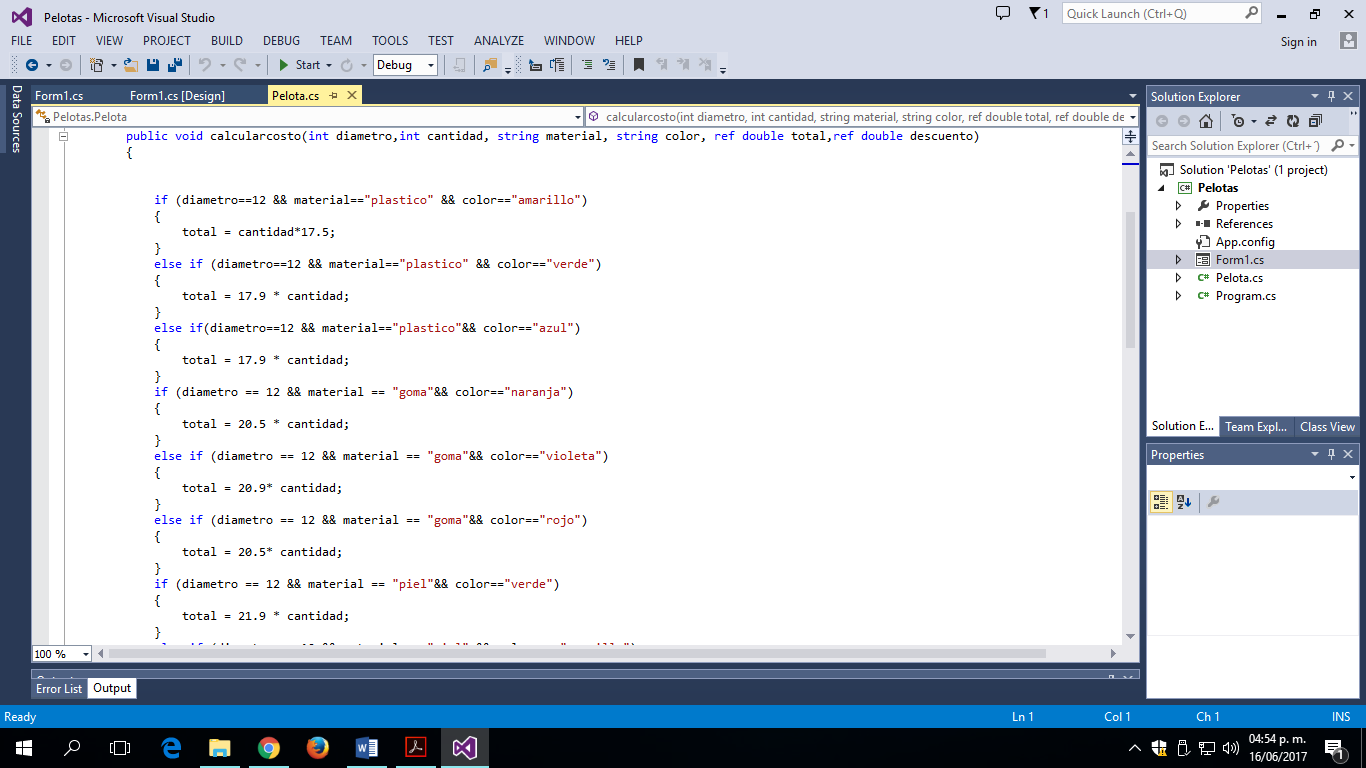 Pelotas - Microsoft Visual Studio
1
Quick Launch (Ctrl+Q)
FILE EDIT VIEW PROJECT BUILD DEBUG TEAM TOOLS TEST ANALYZE WINDOW HELP
Sign in
Start
Debug
Data Sources
Form1.cs
Form1.cs [Design]
Pelota.cs
Pelotas.Pelota
calcularcosto(int diametro, int cantidad, string material, string color, ref double total, ref double de
public void calcularcosto(int diametro,int cantidad, string material, string color, ref double total,ref double descuento)
{
if (diametro==12 && material=="plastico" && color=="amarillo")
{
total = cantidad*17.5;
}
else if (diametro==12 && material=="plastico" && color=="verde")
{
total = 17.9 * cantidad;
}
else if(diametro==12 && material=="plastico"&& color=="azul")
{
total = 17.9 * cantidad;
}
if (diametro == 12 && material == "goma"&& color=="naranja")
{
total = 20.5 * cantidad;
}
else if (diametro == 12 && material == "goma"&& color=="violeta")
{
total = 20.9* cantidad;
}
else if (diametro == 12 && material == "goma"&& color=="rojo")
{
total = 20.5* cantidad;
}
if (diametro == 12 && material == "piel"&& color=="verde")
{
total = 21.9 * cantidad;
}
100 %
Solution Explorer
Search Solution Explorer (Ctrl+´)
Solution 'Pelotas' (1 project)
C# Pelotas
Properties
References
App.config
Form1.cs
C# Pelota.cs
C# Program.cs
Solution E...
Team Expl...
Class View
Properties
Error List
Output
Ready
Ln 1
Col 1
Ch 1
INS
04:54 p. m.
16/06/2017
1